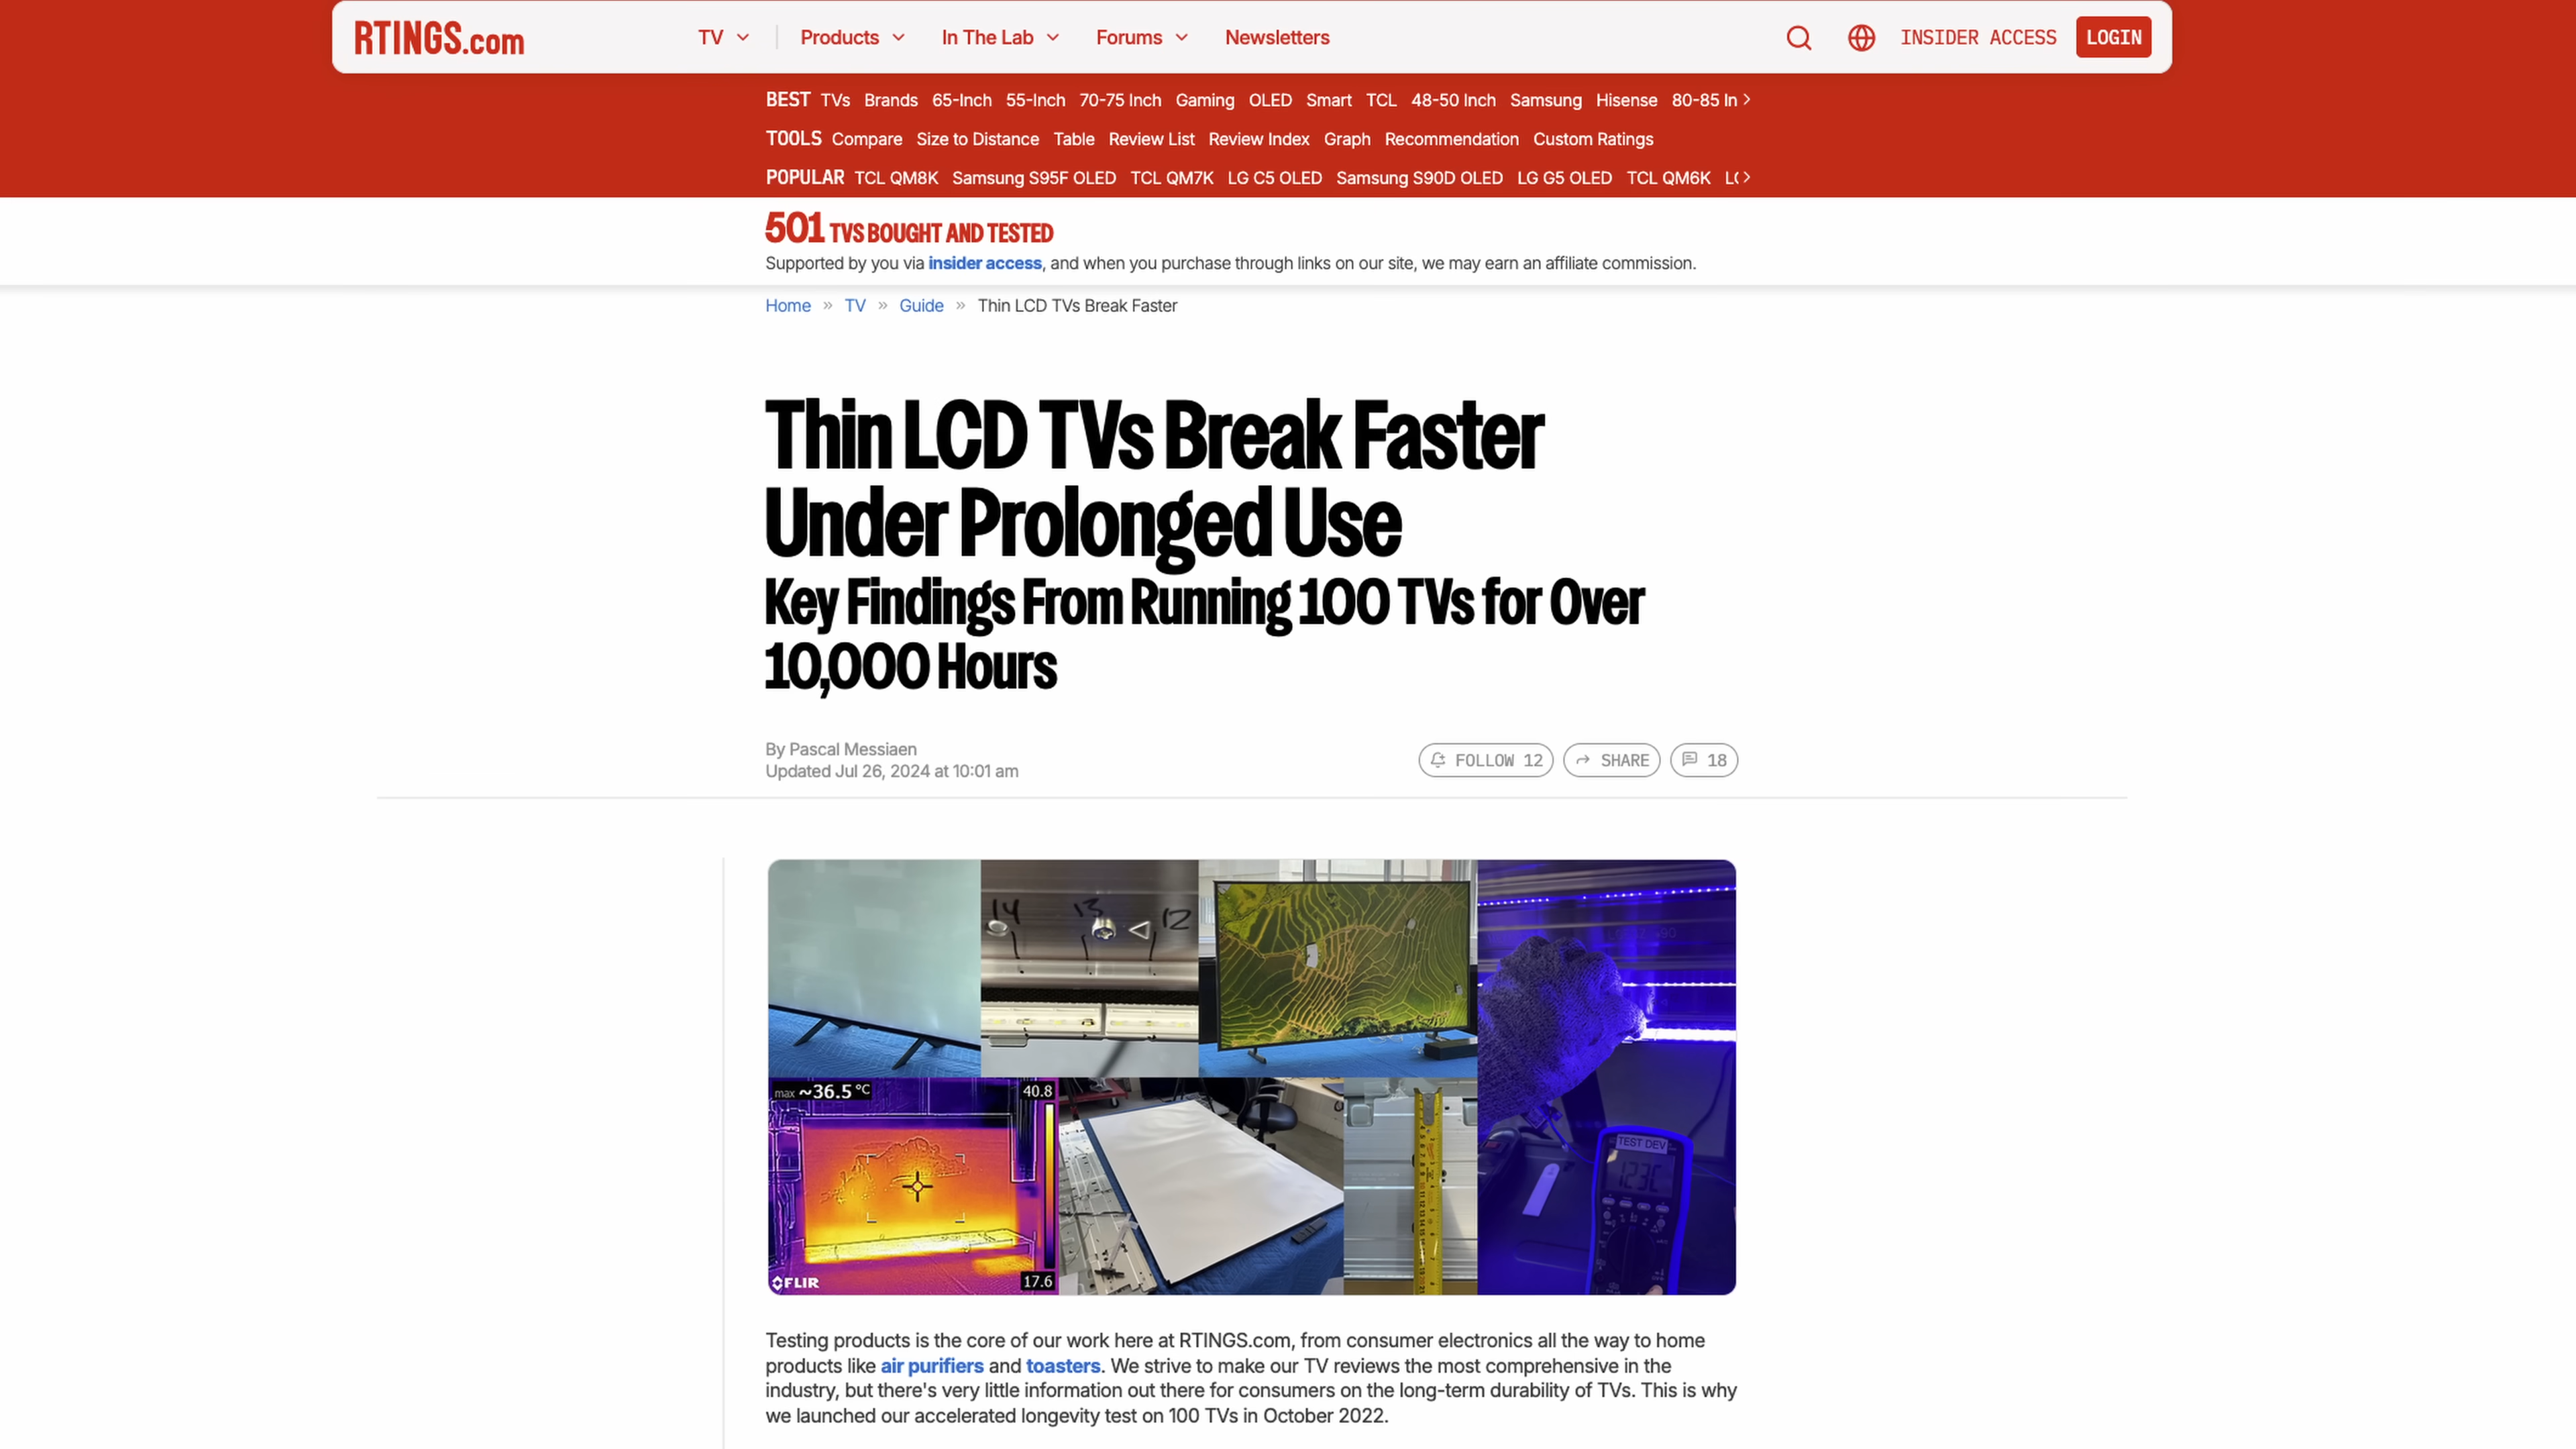 RTINGS.com
TV
Products
In The Lab
Forums
Newsletters
INSIDER ACCESS
LOGIN
BEST TVs Brands 65-Inch 55-Inch 70-75 Inch Gaming OLED Smart TCL 48-50 Inch Samsung Hisense 80-85 In
TOOLS Compare Size to Distance Table Review List Review Index Graph Recommendation Custom Ratings
POPULAR TCL QM8K Samsung S95F OLED TCL QM7K LG C5 OLED Samsung S90D OLED LG G5 OLED TCL QM6K
501 TVS BOUGHT AND TESTED
Supported by you via insider access, and when you purchase through links on our site, we may earn an affiliate commission.
Home » TV » Guide » Thin LCD TVs Break Faster
Thin LCD TVs Break Faster
Under Prolonged Use
Key Findings From Running 100 TVs for Over
10,000 Hours
By Pascal Messiaen
Updated Jul 26, 2024 at 10:01 am
FOLLOW 12
SHARE
18
14 13 12
max ~36.5 °C
40.8
17.6
FLIR
TEST DEV
Testing products is the core of our work here at RTINGS.com, from consumer electronics all the way to home
products like air purifiers and toasters. We strive to make our TV reviews the most comprehensive in the
industry, but there's very little information out there for consumers on the long-term durability of TVs. This is why
we launched our accelerated longevity test on 100 TVs in October 2022.